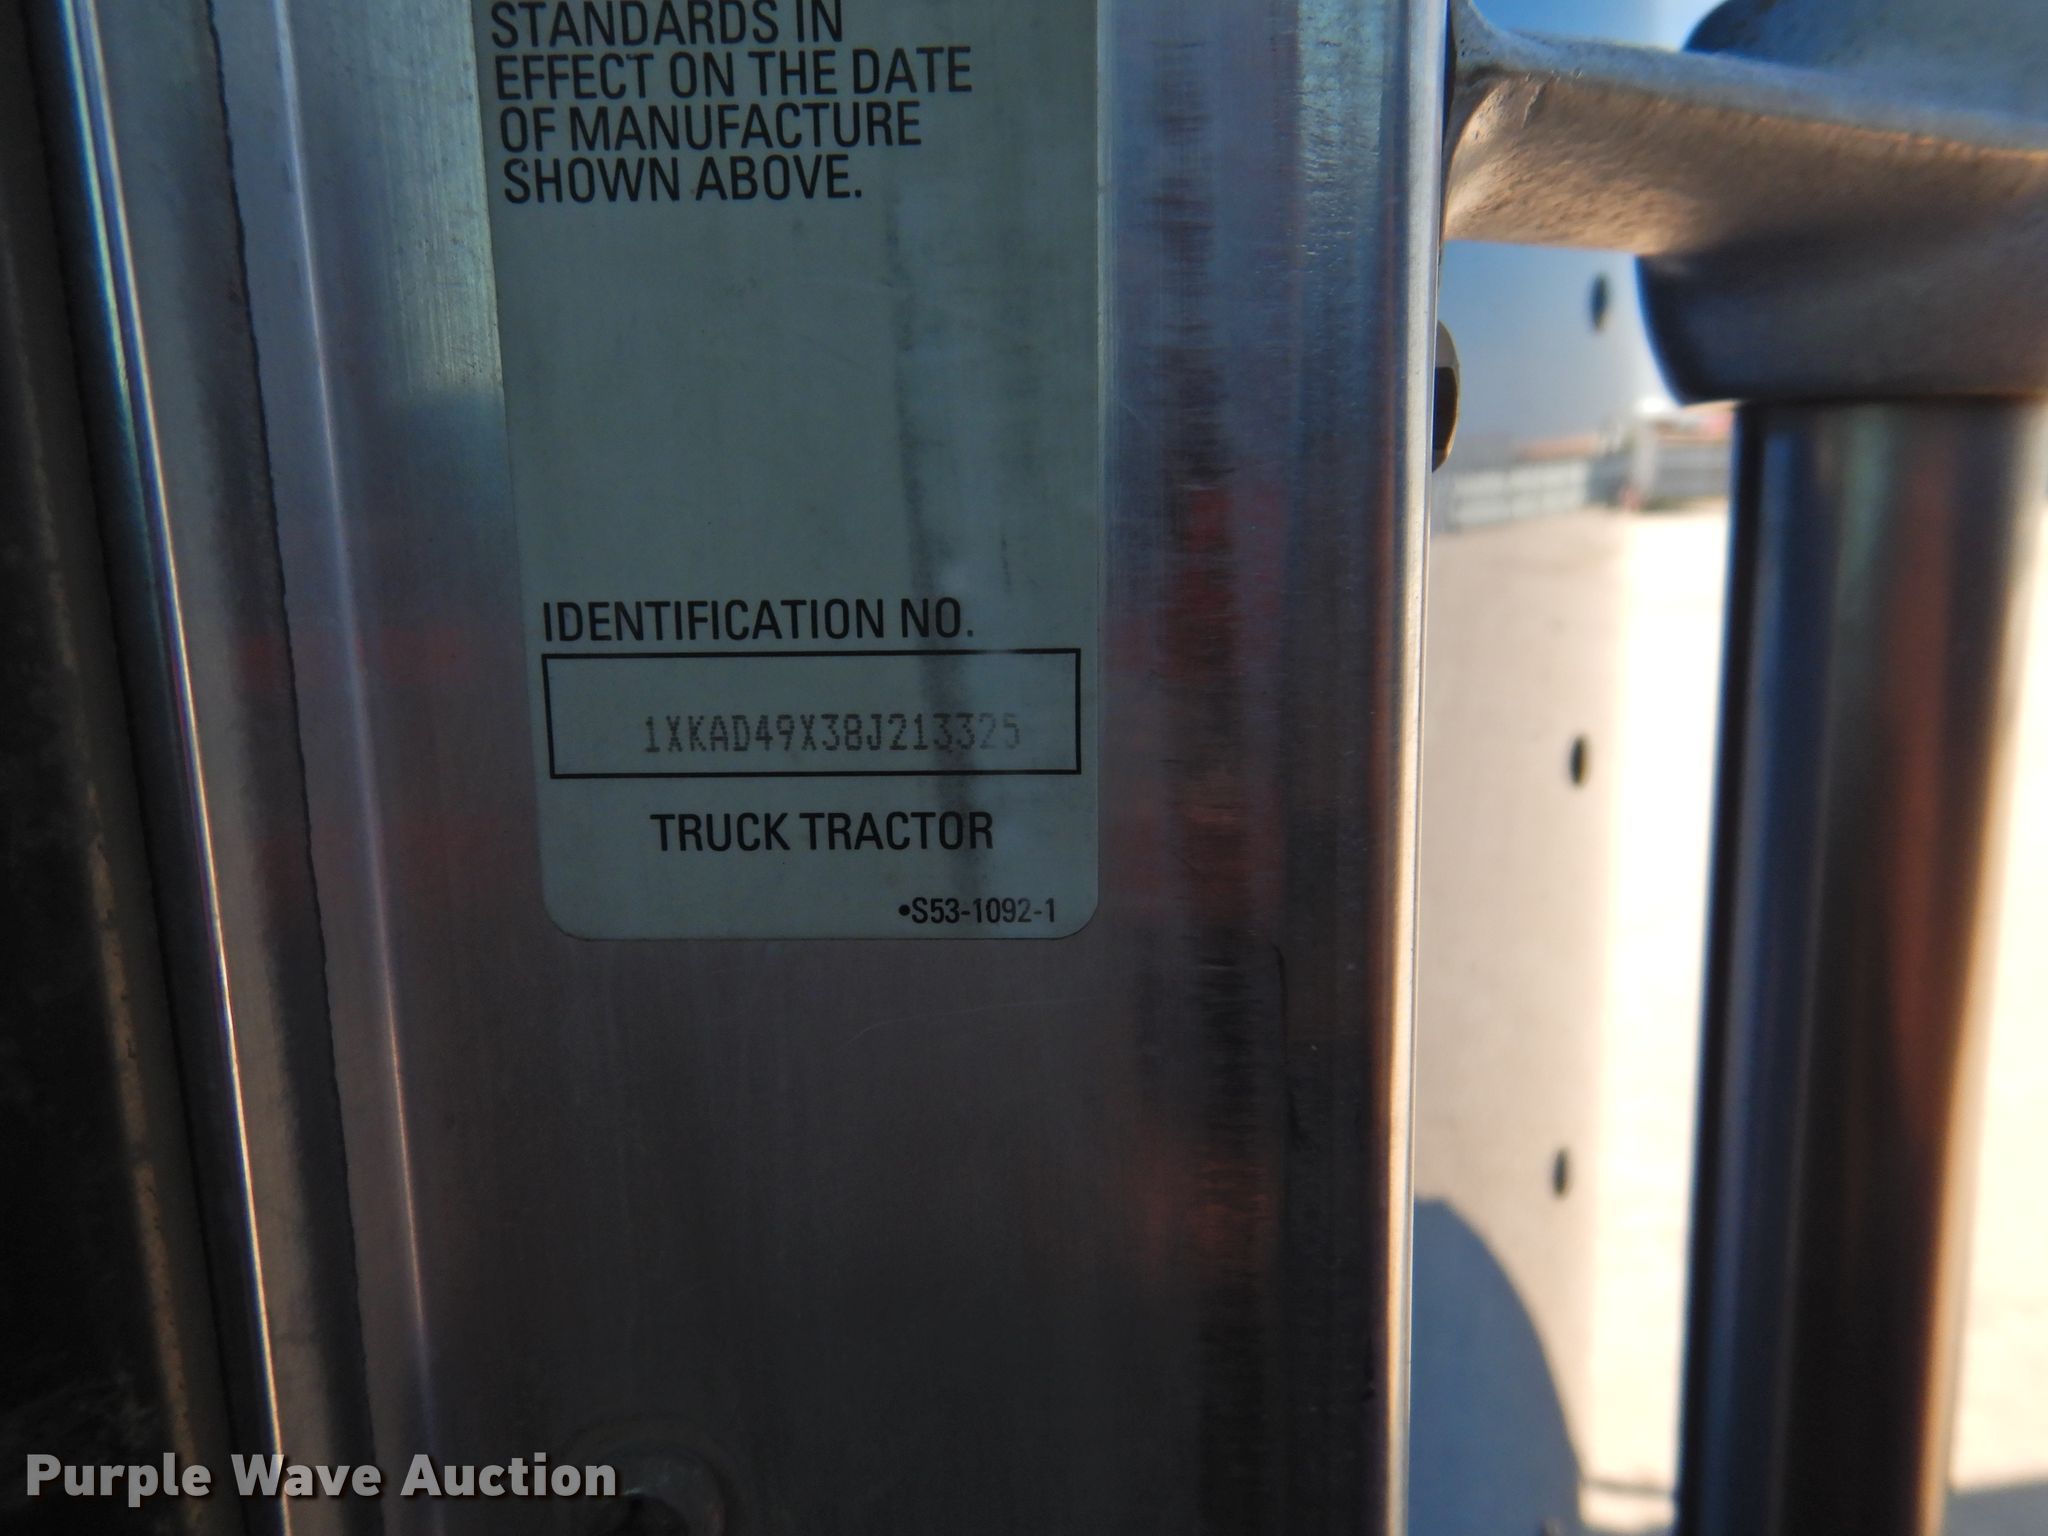 STANDARDS IN
EFFECT ON THE DATE
OF MANUFACTURE
SHOWN ABOVE.
IDENTIFICATION NO.
1XKAD49X38J213325
TRUCK TRACTOR
•S53-1092-1
Purple Wave Auction